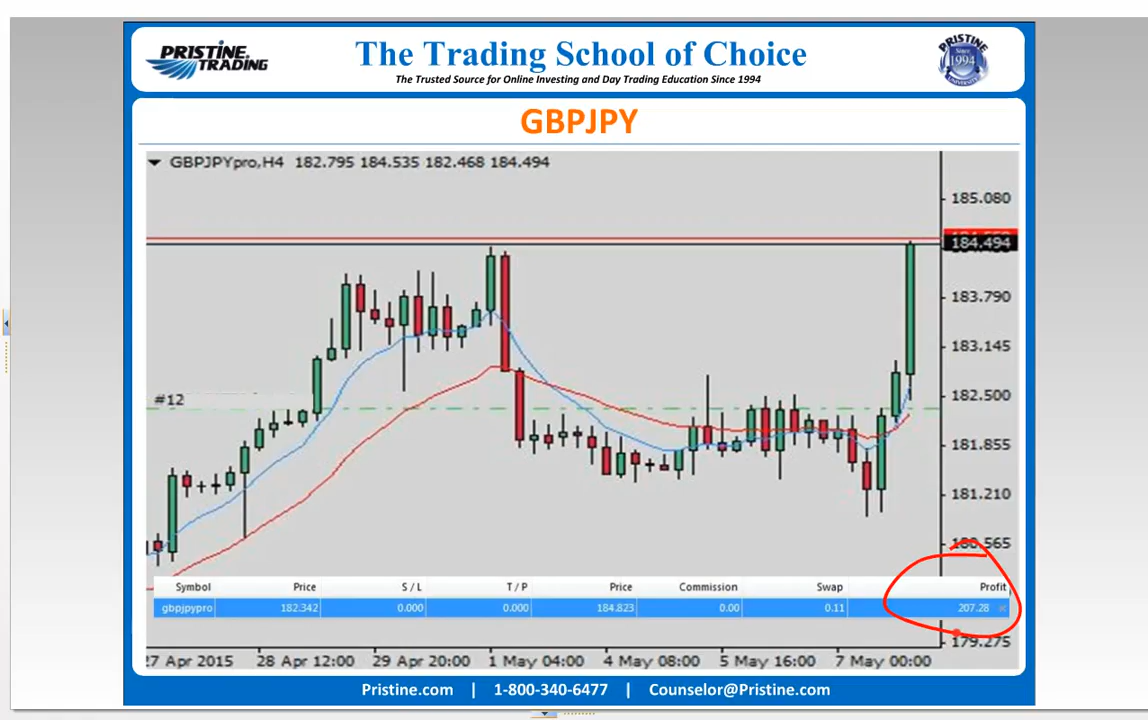 PRISTINE TRADING
The Trading School of Choice
The Trusted Source for Online Investing and Day Trading Education Since 1994
PRISTINE
Since
1994
UNIVERSITY
GBPJPY
GBPJPYpro,H4 182.795 184.535 182.468 184.494
185.080
184.494
183.790
183.145
#12
182.500
181.855
181.210
180.565
Symbol Price S / L T / P Price Commission Swap Profit
gbpjpypro 182.342 0.000 0.000 184.823 0.00 0.11 207.28
179.275
27 Apr 2015 28 Apr 12:00 29 Apr 20:00 1 May 04:00 4 May 08:00 5 May 16:00 7 May 00:00
Pristine.com | 1-800-340-6477 | Counselor@Pristine.com